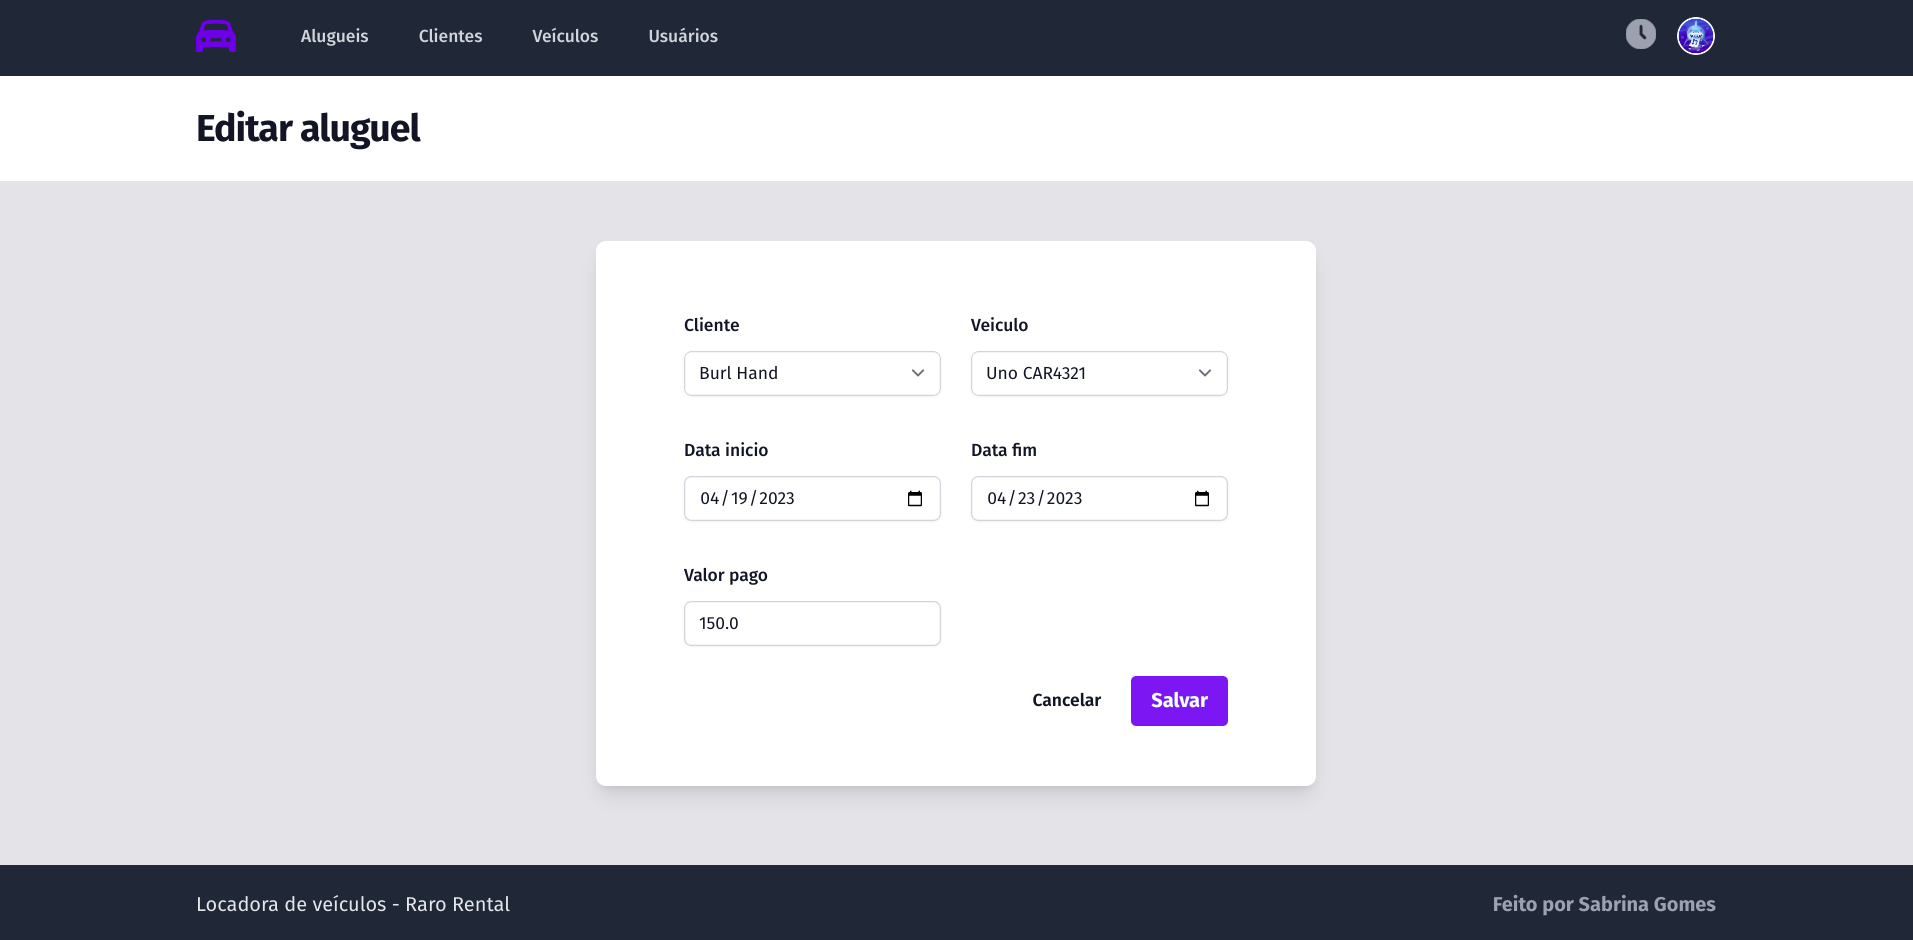 Alugueis Clientes Veículos Usuários
Editar aluguel
Cliente Veiculo
Burl Hand Uno CAR4321
Data inicio Data fim
04/19/2023 04/23/2023
Valor pago
150.0
Cancelar Salvar
Locadora de veículos - Raro Rental Feito por Sabrina Gomes